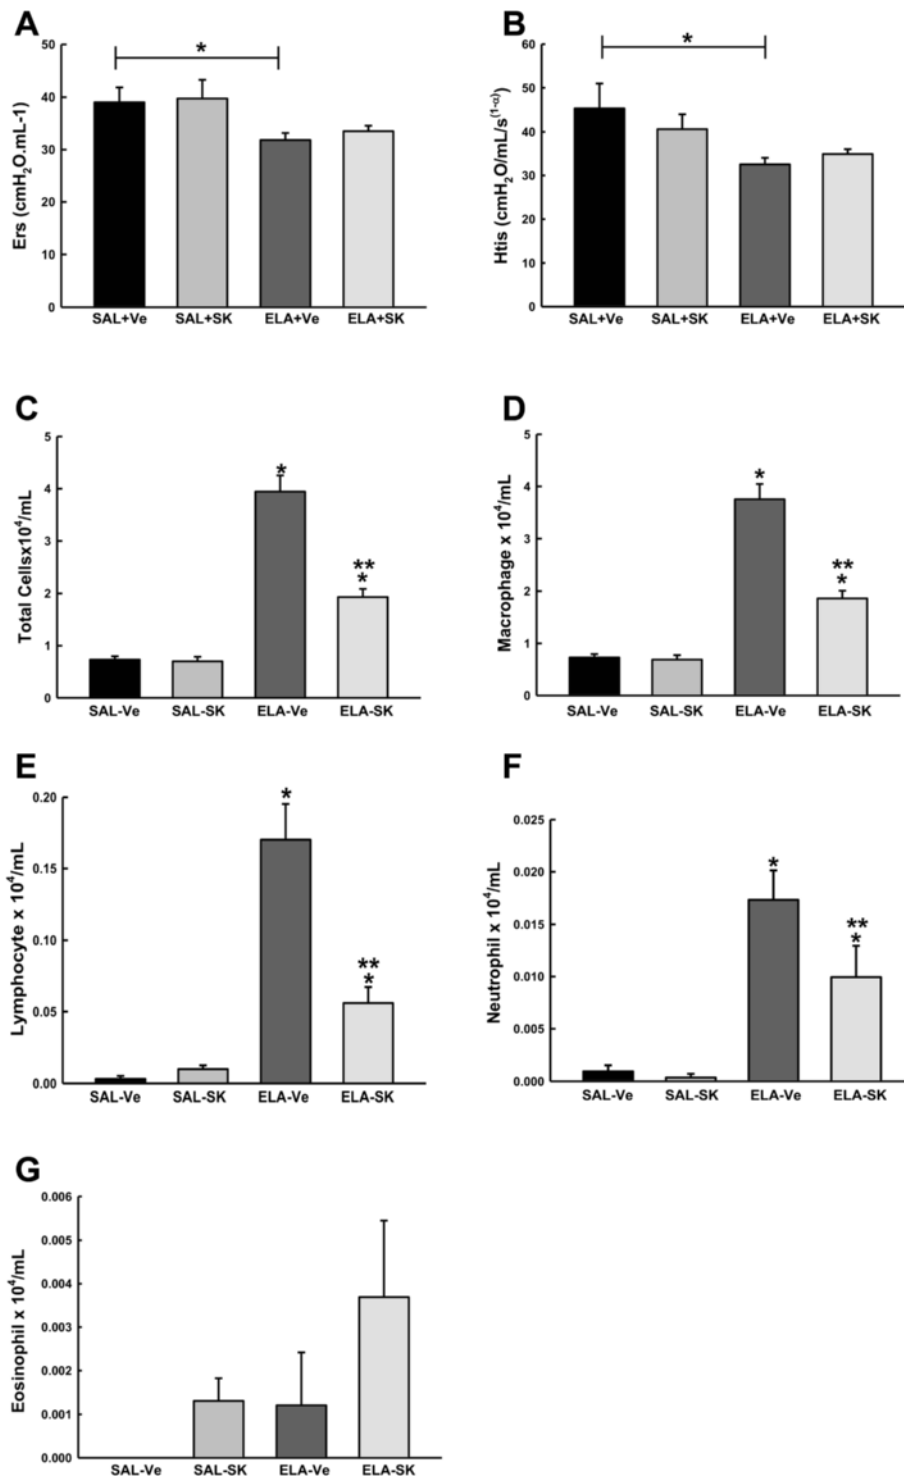 A
*
Ers (cmH₂O.mL-1)
50
40
30
20
10
0
SAL+Ve SAL+SK ELA+Ve ELA+SK
B
*
Htis (cmH₂O/mL/s⁽¹⁻ᵅ⁾)
60
50
40
30
20
10
0
SAL+Ve SAL+SK ELA+Ve ELA+SK
C
Total Cellsx10⁴/mL
5
4
3
2
1
0
*
**
*
SAL-Ve SAL-SK ELA-Ve ELA-SK
D
Macrophage x 10⁴/mL
5
4
3
2
1
0
*
**
*
SAL-Ve SAL-SK ELA-Ve ELA-SK
E
Lymphocyte x 10⁴/mL
0.20
0.15
0.10
0.05
0.00
*
**
*
SAL-Ve SAL-SK ELA-Ve ELA-SK
F
Neutrophil x 10⁴/mL
0.025
0.020
0.015
0.010
0.005
0.000
*
**
*
SAL-Ve SAL-SK ELA-Ve ELA-SK
G
Eosinophil x 10⁴/mL
0.006
0.005
0.004
0.003
0.002
0.001
0.000
SAL-Ve SAL-SK ELA-Ve ELA-SK